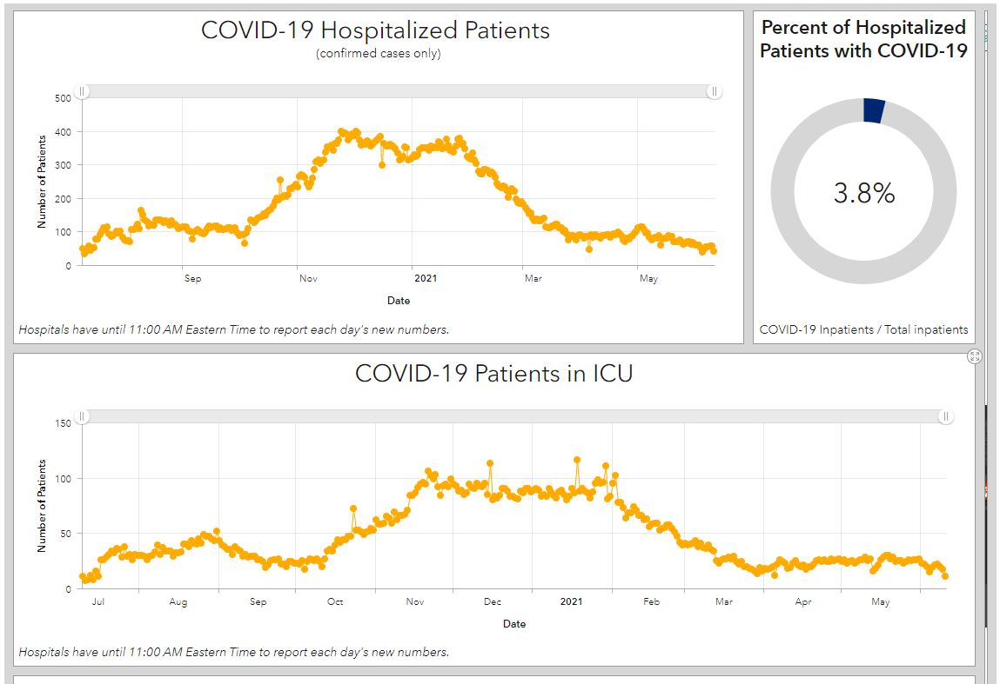 COVID-19 Hospitalized Patients
(confirmed cases only)
Number of Patients
500
400
300
200
100
0
Sep
Nov
2021
Mar
May
Date
Hospitals have until 11:00 AM Eastern Time to report each day's new numbers.
Percent of Hospitalized
Patients with COVID-19
3.8%
COVID-19 Inpatients / Total inpatients
COVID-19 Patients in ICU
Number of Patients
150
100
50
0
Jul
Aug
Sep
Oct
Nov
Dec
2021
Feb
Mar
Apr
May
Date
Hospitals have until 11:00 AM Eastern Time to report each day's new numbers.